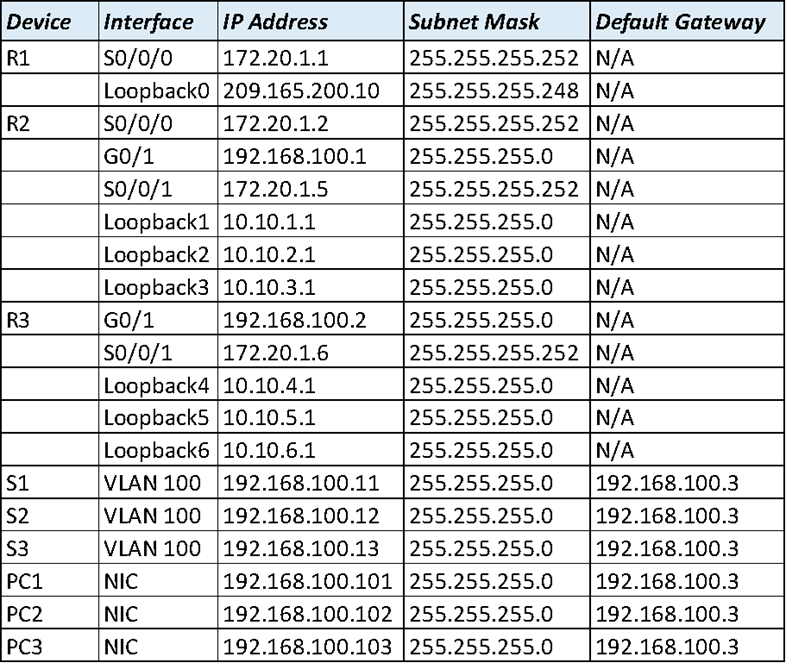 Device Interface IP Address Subnet Mask Default Gateway
R1 S0/0/0 172.20.1.1 255.255.255.252 N/A
Loopback0 209.165.200.10 255.255.255.248 N/A
R2 S0/0/0 172.20.1.2 255.255.255.252 N/A
G0/1 192.168.100.1 255.255.255.0 N/A
S0/0/1 172.20.1.5 255.255.255.252 N/A
Loopback1 10.10.1.1 255.255.255.0 N/A
Loopback2 10.10.2.1 255.255.255.0 N/A
Loopback3 10.10.3.1 255.255.255.0 N/A
R3 G0/1 192.168.100.2 255.255.255.0 N/A
S0/0/1 172.20.1.6 255.255.255.252 N/A
Loopback4 10.10.4.1 255.255.255.0 N/A
Loopback5 10.10.5.1 255.255.255.0 N/A
Loopback6 10.10.6.1 255.255.255.0 N/A
S1 VLAN 100 192.168.100.11 255.255.255.0 192.168.100.3
S2 VLAN 100 192.168.100.12 255.255.255.0 192.168.100.3
S3 VLAN 100 192.168.100.13 255.255.255.0 192.168.100.3
PC1 NIC 192.168.100.101 255.255.255.0 192.168.100.3
PC2 NIC 192.168.100.102 255.255.255.0 192.168.100.3
PC3 NIC 192.168.100.103 255.255.255.0 192.168.100.3